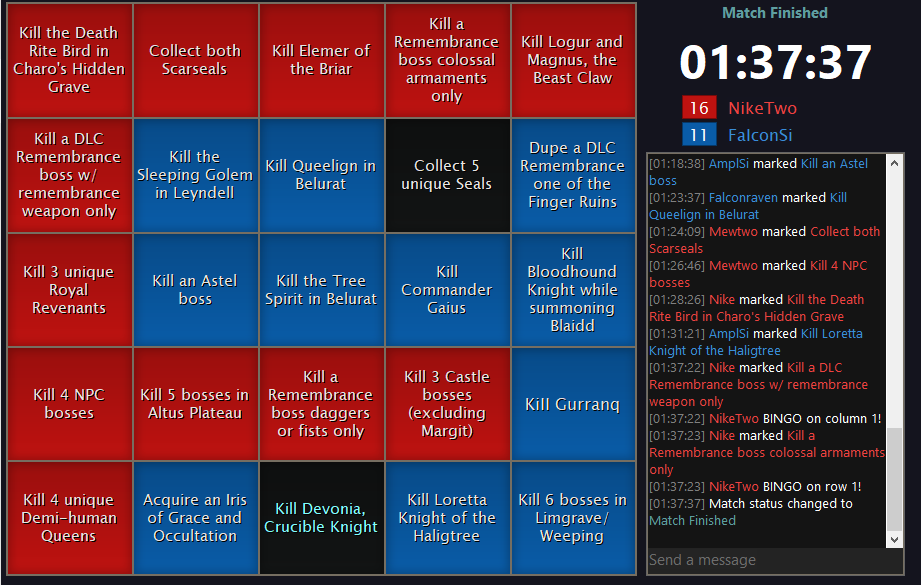 Kill the Death
Rite Bird in
Charo's Hidden
Grave
Collect both
Scarseals
Kill Elemer of
the Briar
Kill a
Remembrance
boss colossal
armaments
only
Kill Logur and
Magnus, the
Beast Claw
Kill a DLC
Remembrance
boss w/
remembrance
weapon only
Kill the
Sleeping Golem
in Leyndell
Kill Queelign in
Belurat
Collect 5
unique Seals
Dupe a DLC
Remembrance
one of the
Finger Ruins
Kill 3 unique
Royal
Revenants
Kill an Astel
boss
Kill the Tree
Spirit in Belurat
Kill
Commander
Gaius
Kill
Bloodhound
Knight while
summoning
Blaidd
Kill 4 NPC
bosses
Kill 5 bosses in
Altus Plateau
Kill a
Remembrance
boss daggers
or fists only
Kill 3 Castle
bosses
(excluding
Margit)
Kill Gurranq
Kill 4 unique
Demi-human
Queens
Acquire an Iris
of Grace and
Occultation
Kill Devonia,
Crucible Knight
Kill Loretta
Knight of the
Haligtree
Kill 6 bosses in
Limgrave/
Weeping
Match Finished
01:37:37
16 NikeTwo
11 FalconSi
[01:18:38] AmplSi marked Kill an Astel
boss
[01:23:37] Falconraven marked Kill
Queelign in Belurat
[01:24:09] Mewtwo marked Collect both
Scarseals
[01:26:46] Mewtwo marked Kill 4 NPC
bosses
[01:28:26] Nike marked Kill the Death
Rite Bird in Charo's Hidden Grave
[01:31:21] AmplSi marked Kill Loretta
Knight of the Haligtree
[01:37:22] Nike marked Kill a DLC
Remembrance boss w/ remembrance
weapon only
[01:37:22] NikeTwo BINGO on column 1!
[01:37:23] Nike marked Kill a
Remembrance boss colossal armaments
only
[01:37:23] NikeTwo BINGO on row 1!
[01:37:37] Match status changed to
Match Finished
Send a message